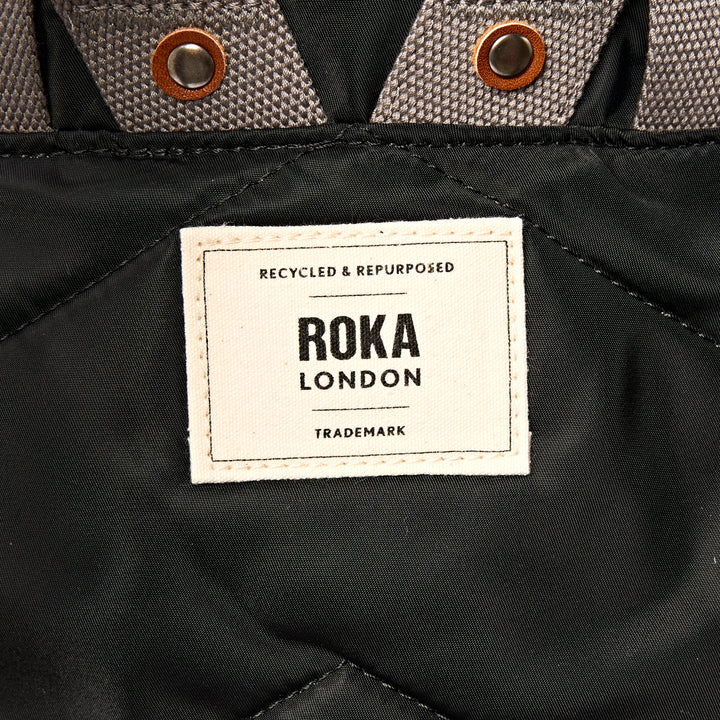 RECYCLED & REPURPOSED
ROKA
LONDON
TRADEMARK